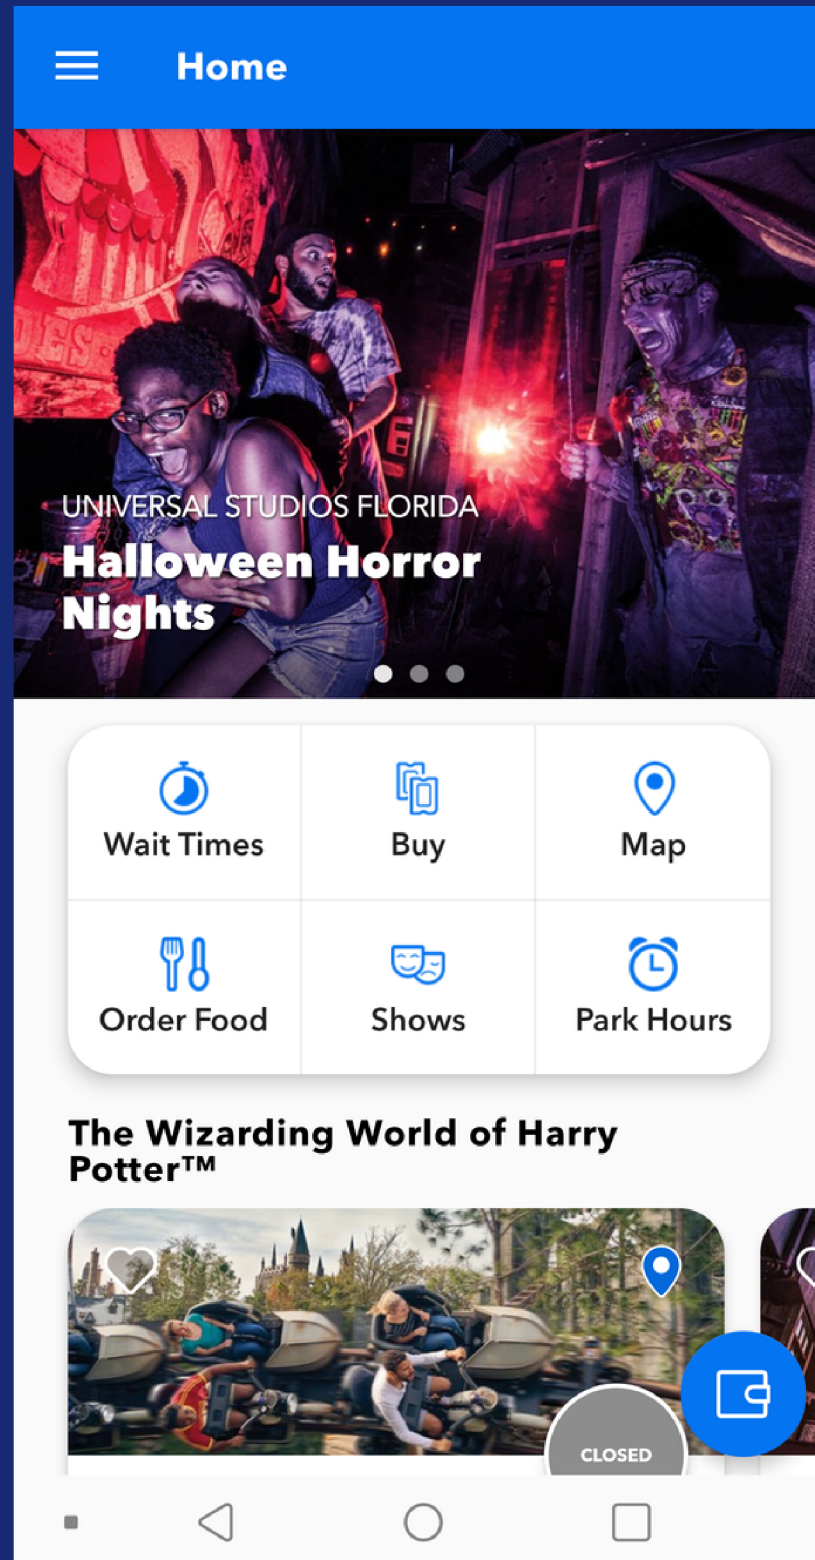 Home
UNIVERSAL STUDIOS FLORIDA
Halloween Horror
Nights
Wait Times
Buy
Map
Order Food
Shows
Park Hours
The Wizarding World of Harry
Potter™
CLOSED